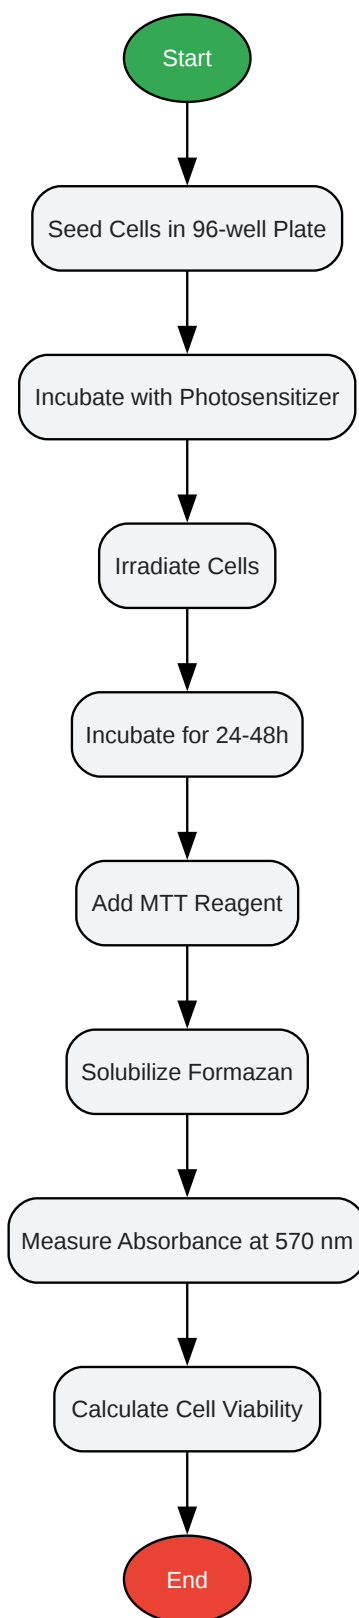 Start
Seed Cells in 96-well Plate
Incubate with Photosensitizer
Irradiate Cells
Incubate for 24-48h
Add MTT Reagent
Solubilize Formazan
Measure Absorbance at 570 nm
Calculate Cell Viability
End